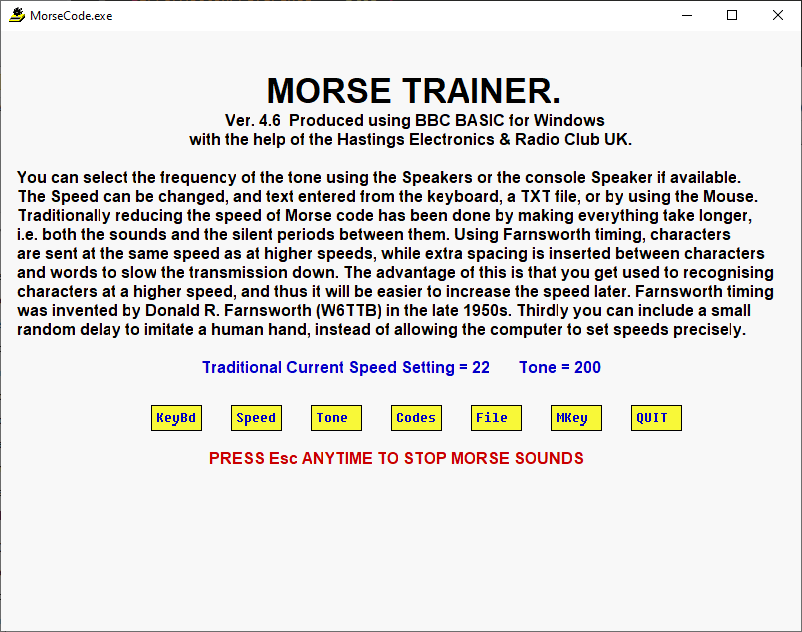 MorseCode.exe
MORSE TRAINER.
Ver. 4.6  Produced using BBC BASIC for Windows
with the help of the Hastings Electronics & Radio Club UK.
You can select the frequency of the tone using the Speakers or the console Speaker if available.
The Speed can be changed, and text entered from the keyboard, a TXT file, or by using the Mouse.
Traditionally reducing the speed of Morse code has been done by making everything take longer,
i.e. both the sounds and the silent periods between them. Using Farnsworth timing, characters
are sent at the same speed as at higher speeds, while extra spacing is inserted between characters
and words to slow the transmission down. The advantage of this is that you get used to recognising
characters at a higher speed, and thus it will be easier to increase the speed later. Farnsworth timing
was invented by Donald R. Farnsworth (W6TTB) in the late 1950s. Thirdly you can include a small
random delay to imitate a human hand, instead of allowing the computer to set speeds precisely.
Traditional Current Speed Setting = 22 Tone = 200
KeyBd Speed Tone Codes File MKey QUIT
PRESS Esc ANYTIME TO STOP MORSE SOUNDS